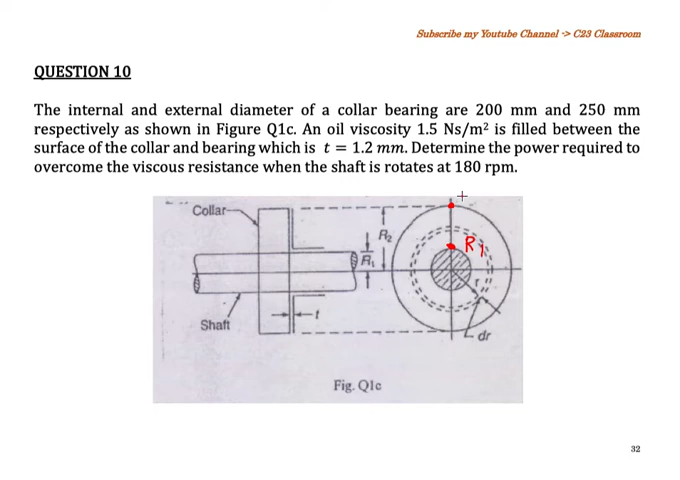 Subscribe my Youtube Channel -> C23 Classroom
QUESTION 10
The internal and external diameter of a collar bearing are 200 mm and 250 mm
respectively as shown in Figure Q1c. An oil viscosity 1.5 Ns/m² is filled between the
surface of the collar and bearing which is t = 1.2 mm. Determine the power required to
overcome the viscous resistance when the shaft is rotates at 180 rpm.
Collar
R₂
R₁
R1
r
t
Shaft
dr
Fig. Q1c
32